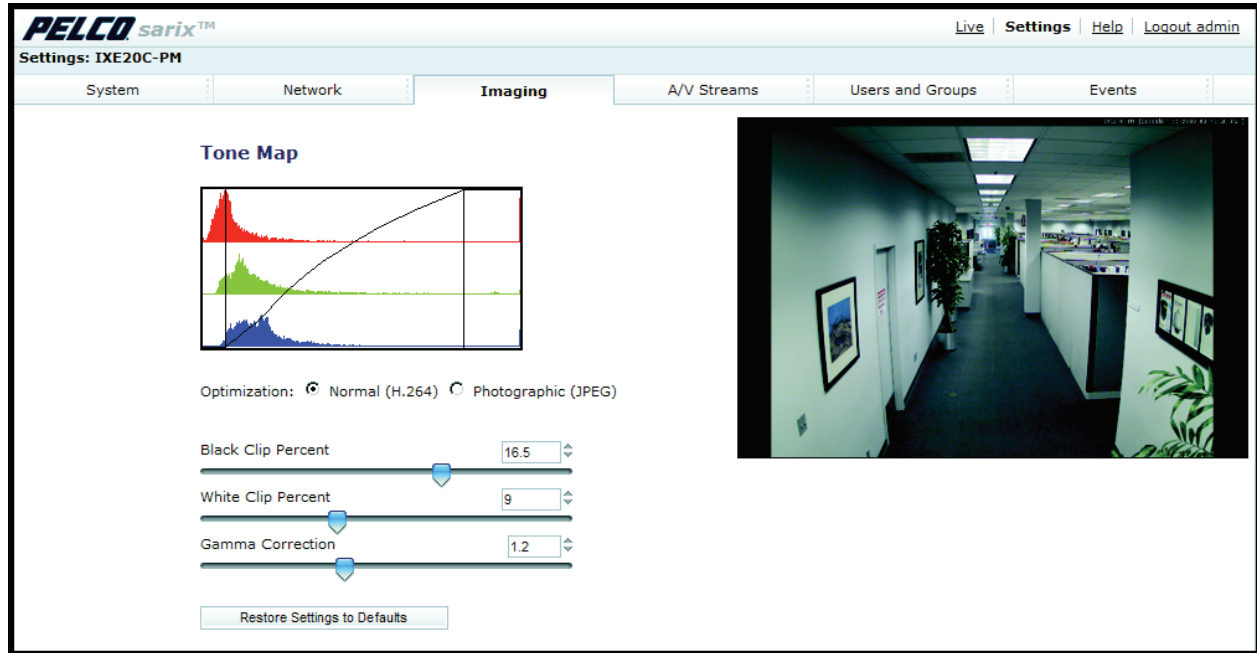 PELCO sarix™
Live | Settings | Help | Logout admin
Settings: IXE20C-PM
System
Network
Imaging
A/V Streams
Users and Groups
Events
Tone Map
Optimization: Normal (H.264) Photographic (JPEG)
Black Clip Percent 16.5
White Clip Percent 9
Gamma Correction 1.2
Restore Settings to Defaults